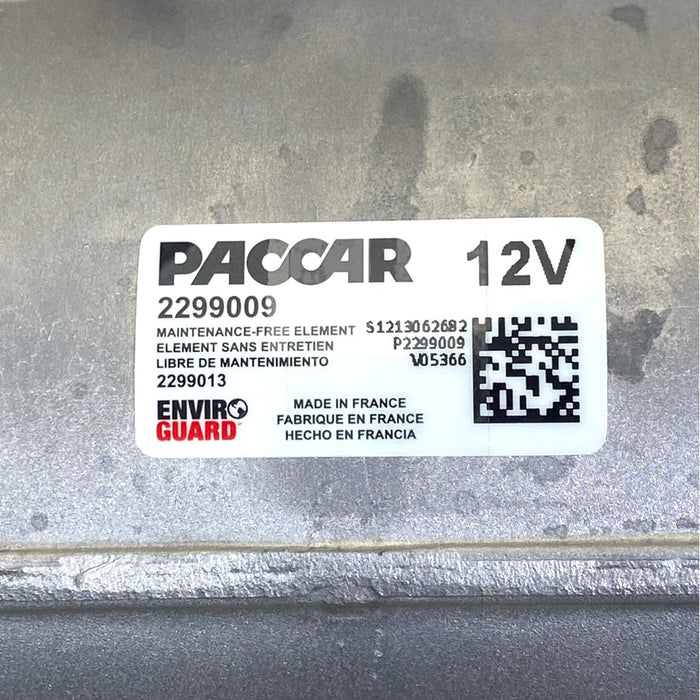 PACCAR 12V
2299009
MAINTENANCE-FREE ELEMENT S1213062682
ELEMENT SANS ENTRETIEN P2299009
LIBRE DE MANTENIMIENTO V05366
2299013
ENVIRO GUARD
MADE IN FRANCE
FABRIQUE EN FRANCE
HECHO EN FRANCIA